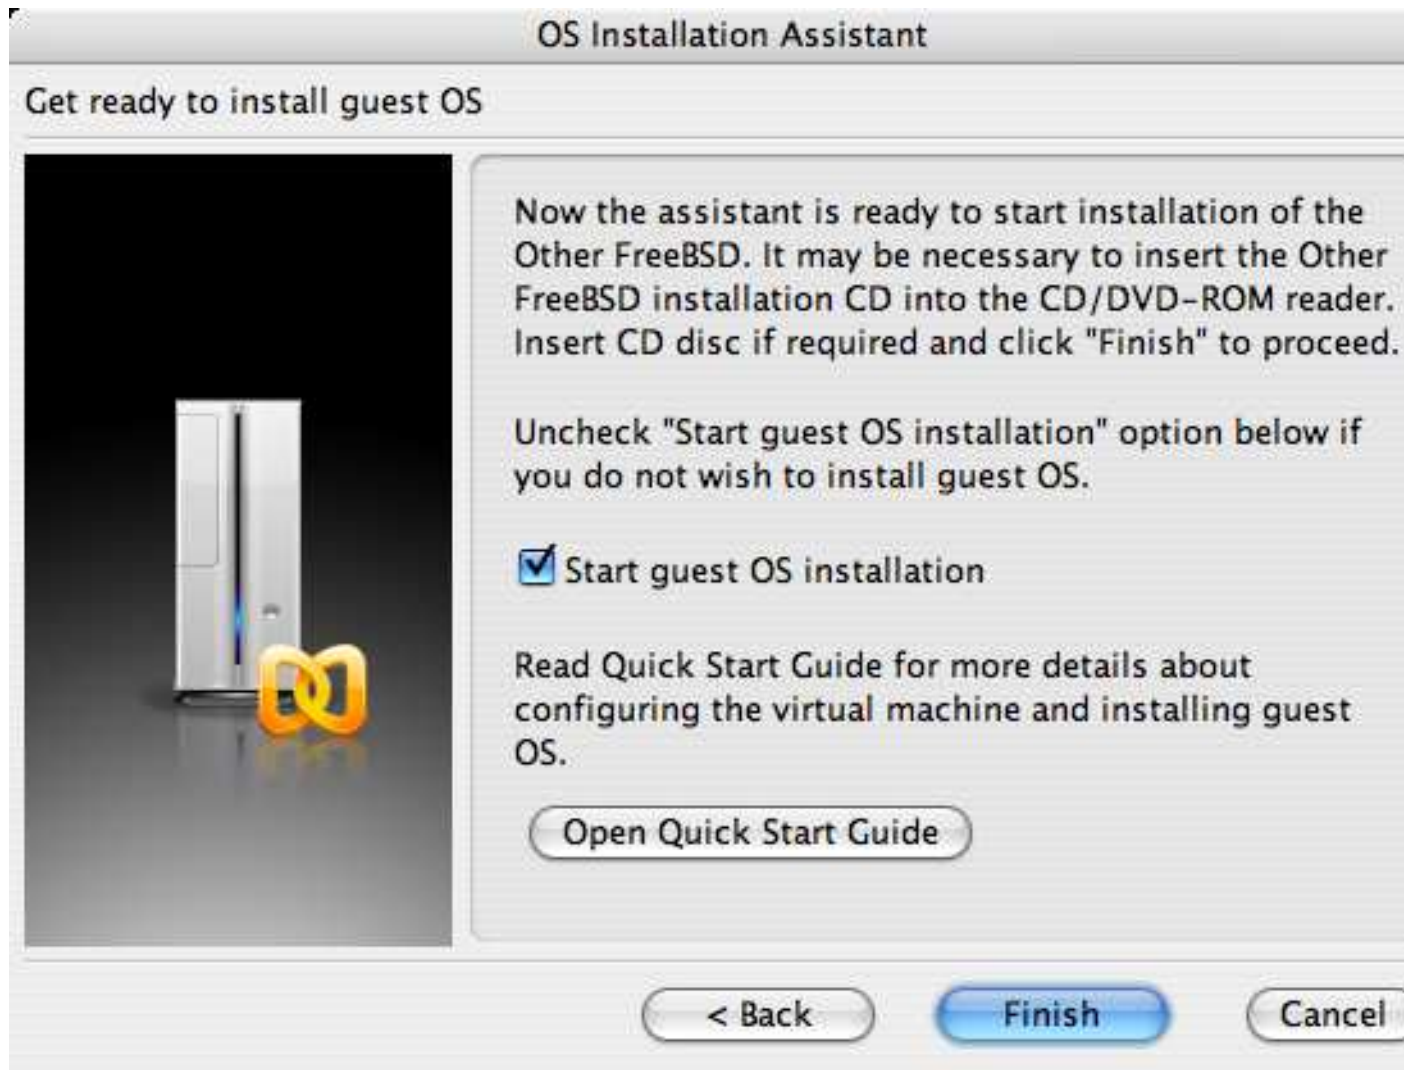 OS Installation Assistant
Get ready to install guest OS
Now the assistant is ready to start installation of the
Other FreeBSD. It may be necessary to insert the Other
FreeBSD installation CD into the CD/DVD-ROM reader.
Insert CD disc if required and click "Finish" to proceed.
Uncheck "Start guest OS installation" option below if
you do not wish to install guest OS.
Start guest OS installation
Read Quick Start Guide for more details about
configuring the virtual machine and installing guest
OS.
Open Quick Start Guide
< Back Finish Cancel